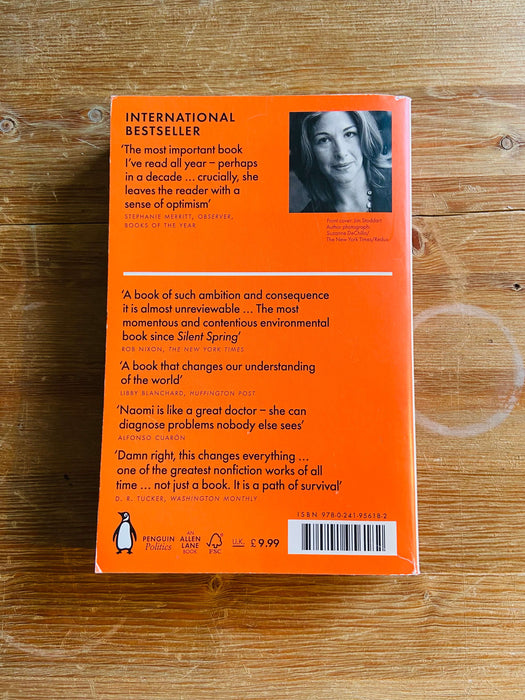 INTERNATIONAL
BESTSELLER
'The most important book
I've read all year – perhaps
in a decade ... crucially, she
leaves the reader with a
sense of optimism'
STEPHANIE MERRITT, OBSERVER,
BOOKS OF THE YEAR
Front cover: Jim Stoddart
Author photograph:
Suzanne DeChillo/
The New York Times/Redux/
'A book of such ambition and consequence
it is almost unreviewable ... The most
momentous and contentious environmental
book since Silent Spring'
ROB NIXON, THE NEW YORK TIMES
'A book that changes our understanding
of the world'
LIBBY BLANCHARD, HUFFINGTON POST
'Naomi is like a great doctor – she can
diagnose problems nobody else sees'
ALFONSO CUARÓN
'Damn right, this changes everything ...
one of the greatest nonfiction works of all
time ... not just a book. It is a path of survival'
D. R. TUCKER, WASHINGTON MONTHLY
ISBN 978-0-241-95618-2
PENGUIN
Politics
AN
ALLEN
LANE
BOOK
FSC
U.K. £9.99